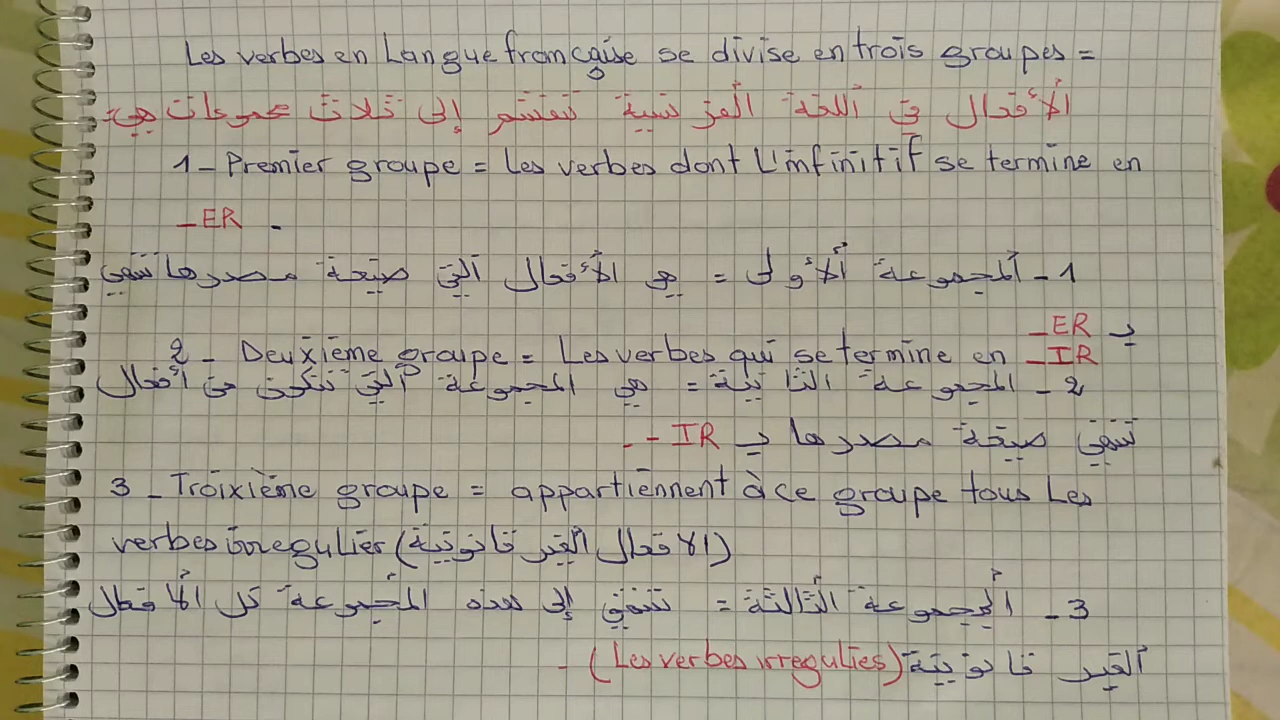 Les verbes en Langue française se divise en trois groupes =
الأفعال في اللغة الفرنسية تنقسم إلى ثلاث مجموعات هي:
1 - Premier groupe = Les verbes dont L'infinitif se termine en
- ER .
1 - المجموعة الأولى = هي الأفعال التي صيغة مصدرها تنتهي
بـ - ER
2 - Deuxième groupe = Les verbes qui se termine en - IR
2 - المجموعة الثانية = هي المجموعة التي تتكون من أفعال
تنتهي صيغة مصدرها بـ - IR -
3 - Troixième groupe = appartiennent à ce groupe tous Les
verbes irregulier (الافعال الغير قانونية)
3 - المجموعة الثالثة = تنتمي إلى هذه المجموعة كل الأفعال
الغير قانونية (Les verbes irregulies) -